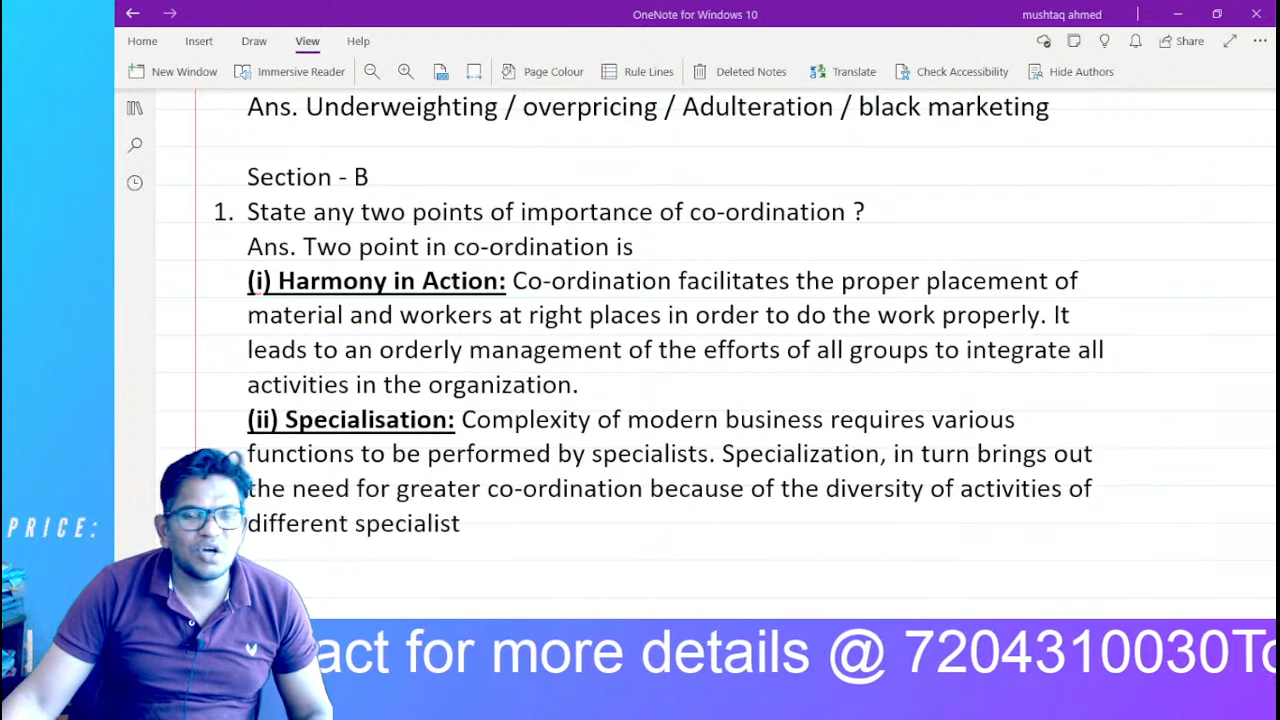 OneNote for Windows 10
mushtaq ahmed
Home Insert Draw View Help
Share
New Window Immersive Reader Page Colour Rule Lines Deleted Notes Translate Check Accessibility Hide Authors
Ans. Underweighting / overpricing / Adulteration / black marketing
Section - B
1. State any two points of importance of co-ordination ?
Ans. Two point in co-ordination is
(i) Harmony in Action: Co-ordination facilitates the proper placement of
material and workers at right places in order to do the work properly. It
leads to an orderly management of the efforts of all groups to integrate all
activities in the organization.
(ii) Specialisation: Complexity of modern business requires various
functions to be performed by specialists. Specialization, in turn brings out
the need for greater co-ordination because of the diversity of activities of
different specialist
PRICE:
act for more details @ 7204310030To